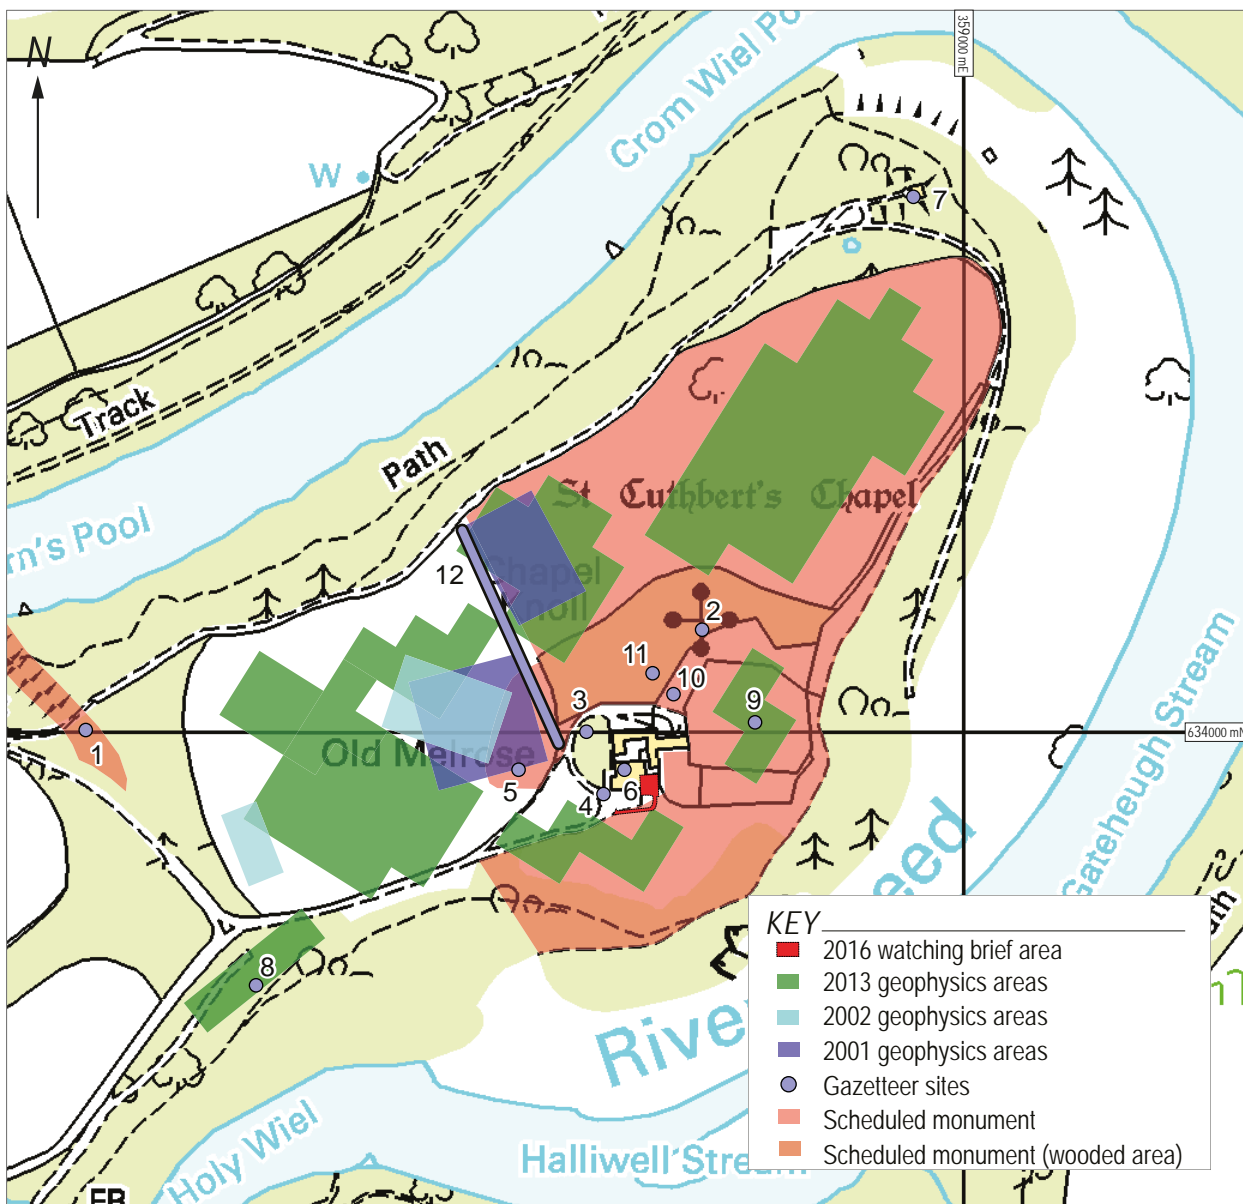 N
359000 mE
Crom Wiel Po
W
7
Track
Path
St Cuthbert's Chapel
rn's Pool
Chapel
Knoll
12
2
11
10
3
9
1
634000 mN
Old Melrose
5
4
6
Gateheugh Stream
8
River
eed
Holy Wiel
Halliwell Stream
FB
KEY
2016 watching brief area
2013 geophysics areas
2002 geophysics areas
2001 geophysics areas
Gazetteer sites
Scheduled monument
Scheduled monument (wooded area)